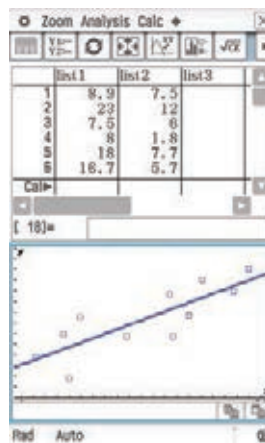 Zoom Analysis Calc
list1 list2 list3
1 8.9 7.5
2 23 12
3 7.5 6
4 8 1.8
5 18 7.7
6 16.7 5.7
Cal▶
[ 18]=
Rad Auto